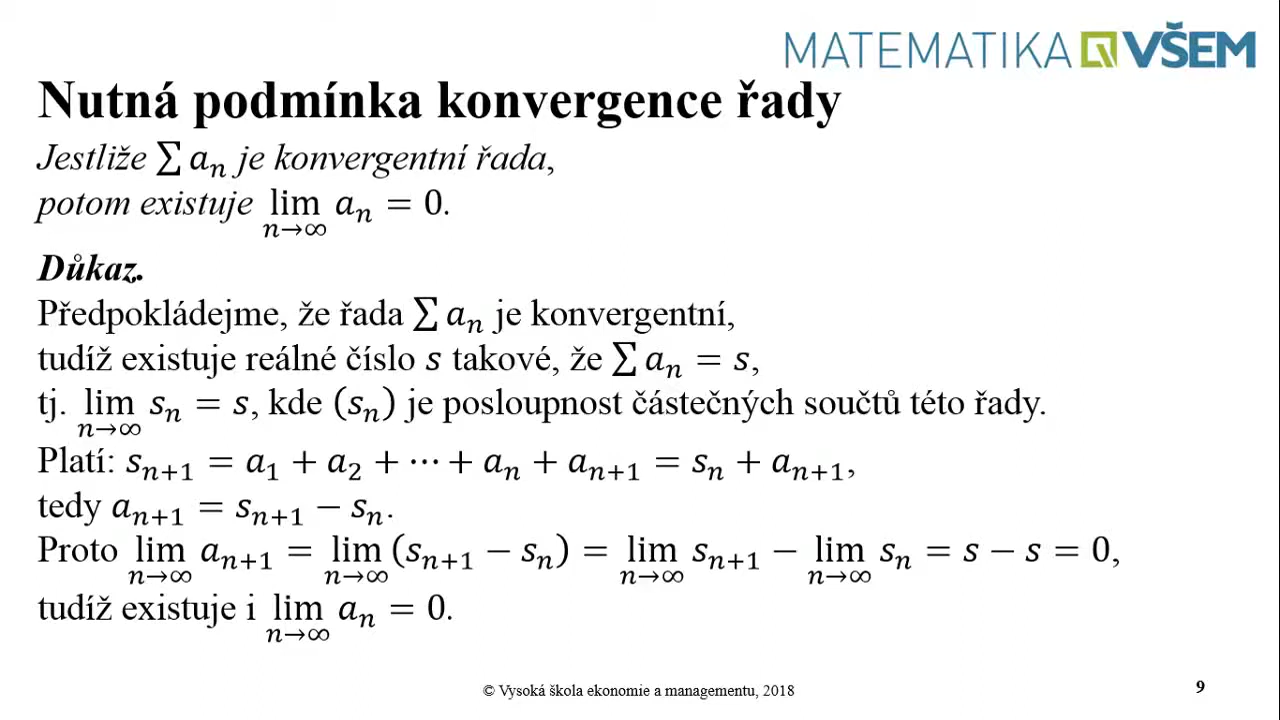 MATEMATIKA VŠEM
Nutná podmínka konvergence řady
Jestliže ∑ aₙ je konvergentní řada,
potom existuje lim n→∞ aₙ = 0.
Důkaz.
Předpokládejme, že řada ∑ aₙ je konvergentní,
tudíž existuje reálné číslo s takové, že ∑ aₙ = s,
tj. lim n→∞ sₙ = s, kde (sₙ) je posloupnost částečných součtů této řady.
Platí: sₙ₊₁ = a₁ + a₂ + ⋯ + aₙ + aₙ₊₁ = sₙ + aₙ₊₁,
tedy aₙ₊₁ = sₙ₊₁ − sₙ.
Proto lim n→∞ aₙ₊₁ = lim n→∞ (sₙ₊₁ − sₙ) = lim n→∞ sₙ₊₁ − lim n→∞ sₙ = s − s = 0,
tudíž existuje i lim n→∞ aₙ = 0.
© Vysoká škola ekonomie a managementu, 2018
9